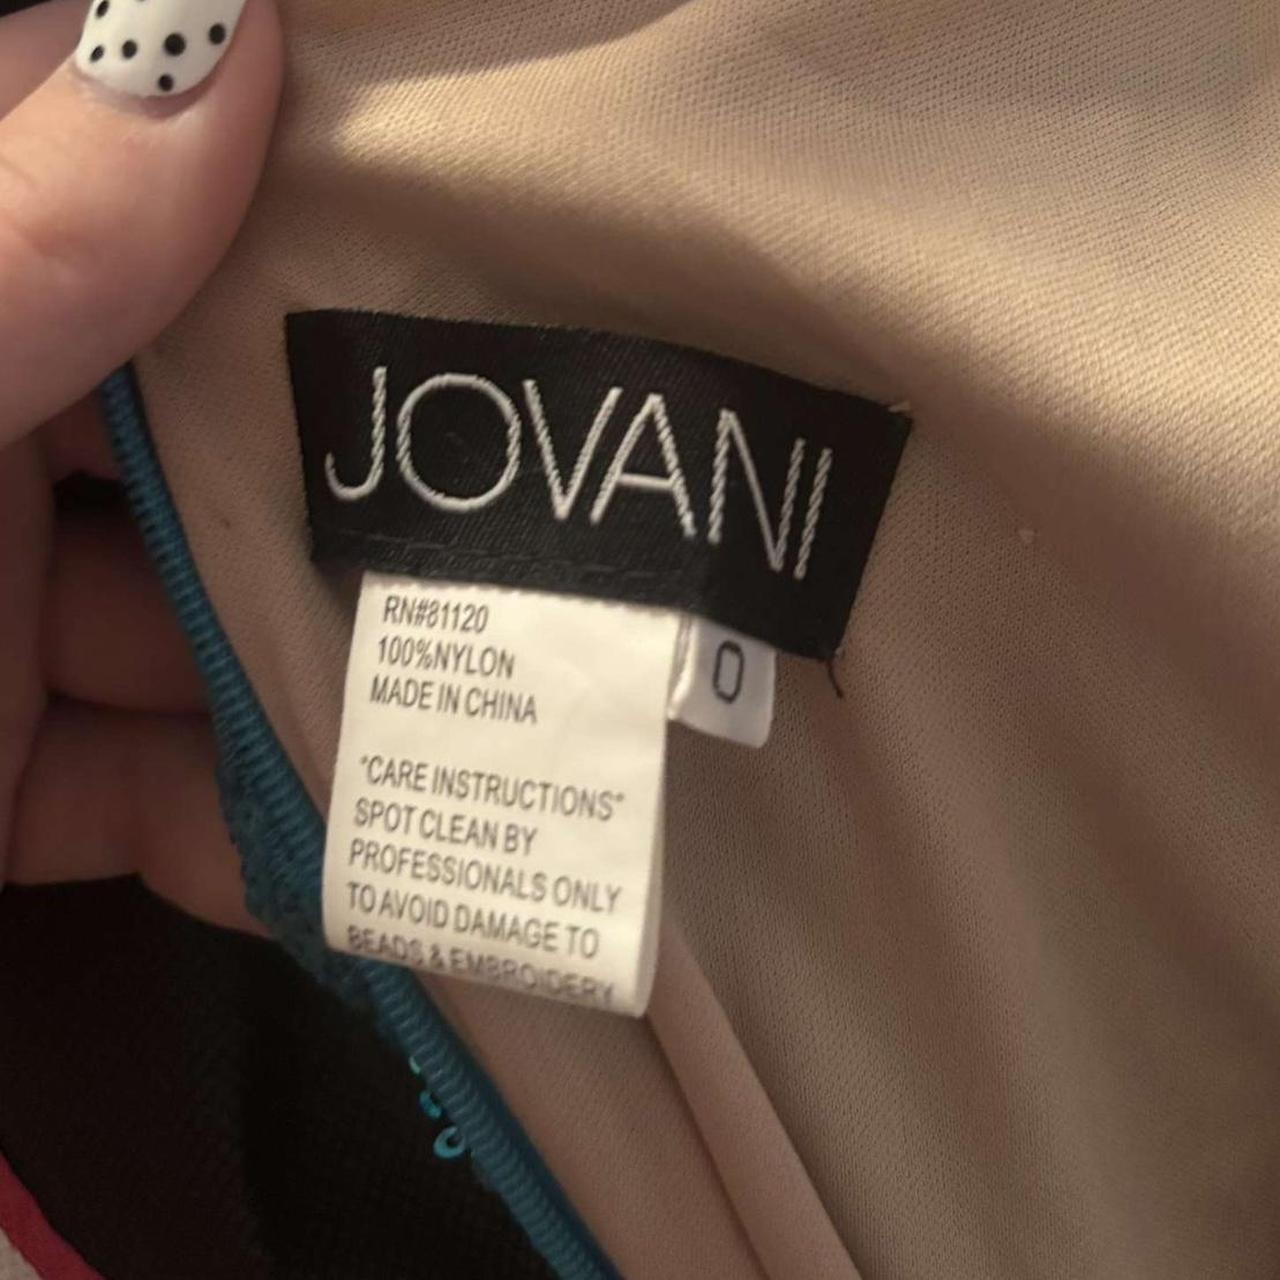 JOVANI
RN#81120
100%NYLON
MADE IN CHINA
0
"CARE INSTRUCTIONS"
SPOT CLEAN BY
PROFESSIONALS ONLY
TO AVOID DAMAGE TO
BEADS & EMBROIDERY